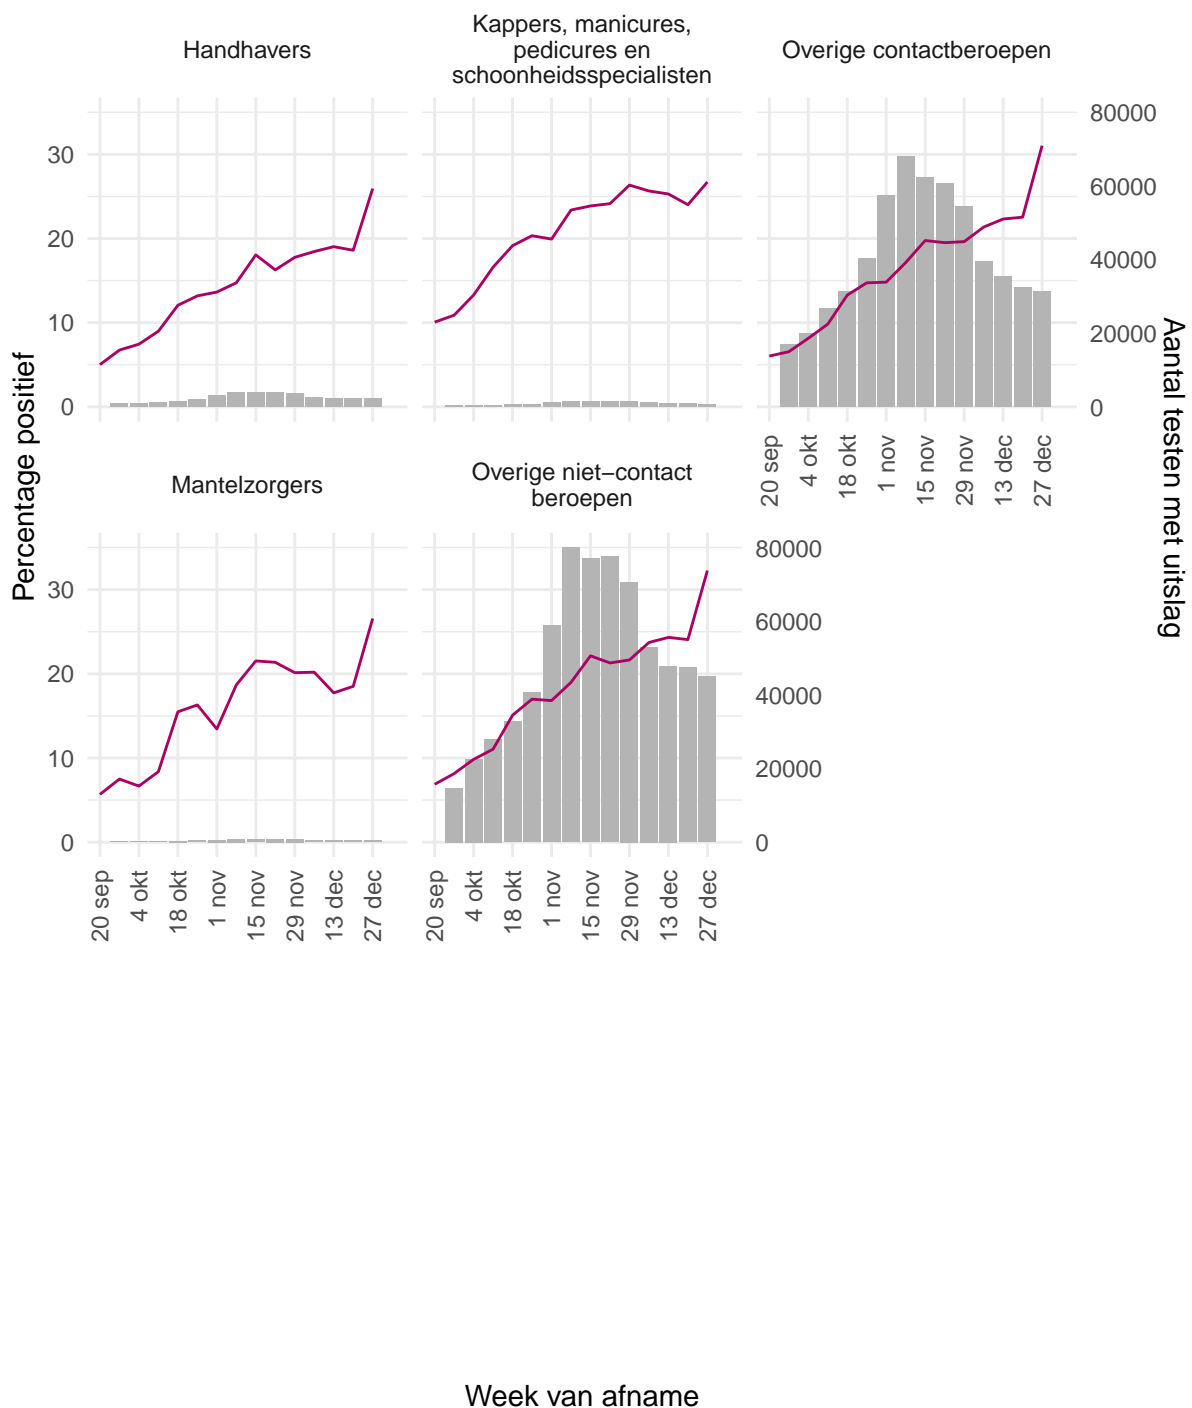 Handhavers
Kappers, manicures,
pedicures en
schoonheidsspecialisten
Overige contactberoepen
30
20
10
0
80000
60000
40000
20000
0
20 sep
4 okt
18 okt
1 nov
15 nov
29 nov
13 dec
27 dec
Percentage positief
Aantal testen met uitslag
Mantelzorgers
Overige niet−contact
beroepen
30
20
10
0
80000
60000
40000
20000
0
20 sep
4 okt
18 okt
1 nov
15 nov
29 nov
13 dec
27 dec
20 sep
4 okt
18 okt
1 nov
15 nov
29 nov
13 dec
27 dec
Week van afname